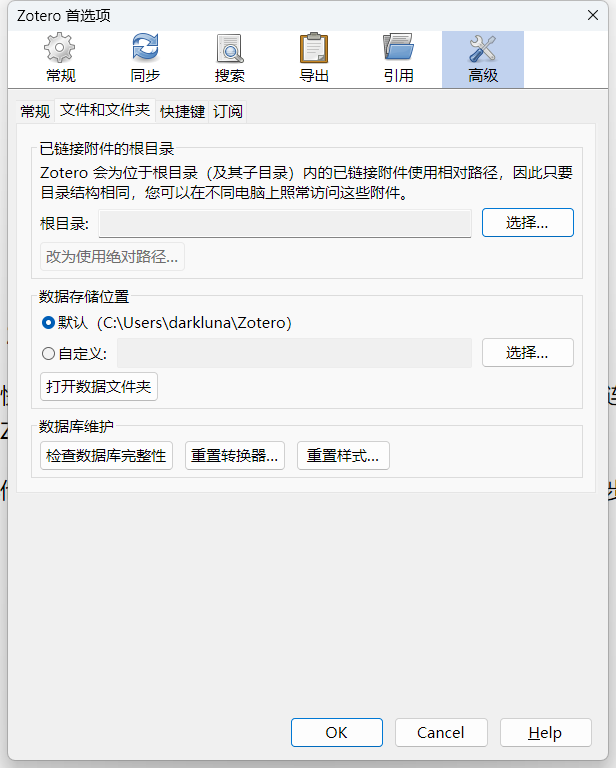 Zotero 首选项
常规 同步 搜索 导出 引用 高级
常规 文件和文件夹 快捷键 订阅
已链接附件的根目录
Zotero 会为位于根目录（及其子目录）内的已链接附件使用相对路径，因此只要
目录结构相同，您可以在不同电脑上照常访问这些附件。
根目录: 选择...
改为使用绝对路径...
数据存储位置
默认（C:\Users\darkluna\Zotero）
自定义: 选择...
打开数据文件夹
数据库维护
检查数据库完整性 重置转换器... 重置样式...
OK Cancel Help